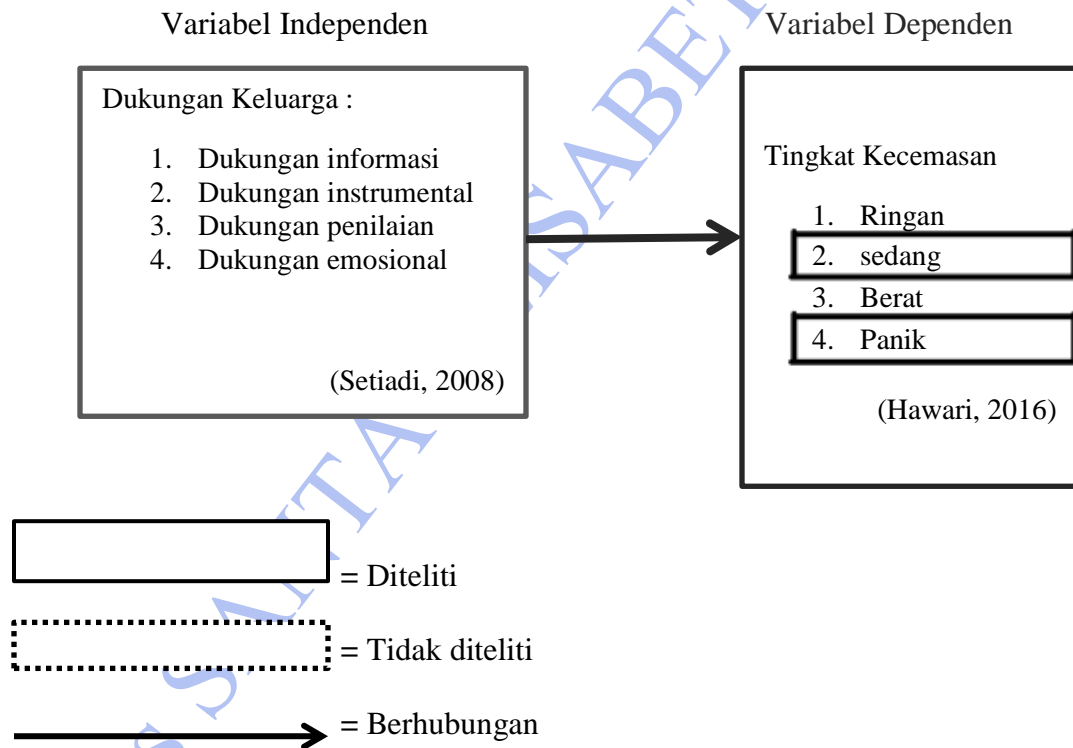 Variabel Independen
Variabel Dependen
Dukungan Keluarga :
1. Dukungan informasi
2. Dukungan instrumental
3. Dukungan penilaian
4. Dukungan emosional
(Setiadi, 2008)
Tingkat Kecemasan
1. Ringan
2. sedang
3. Berat
4. Panik
(Hawari, 2016)
= Diteliti
= Tidak diteliti
= Berhubungan